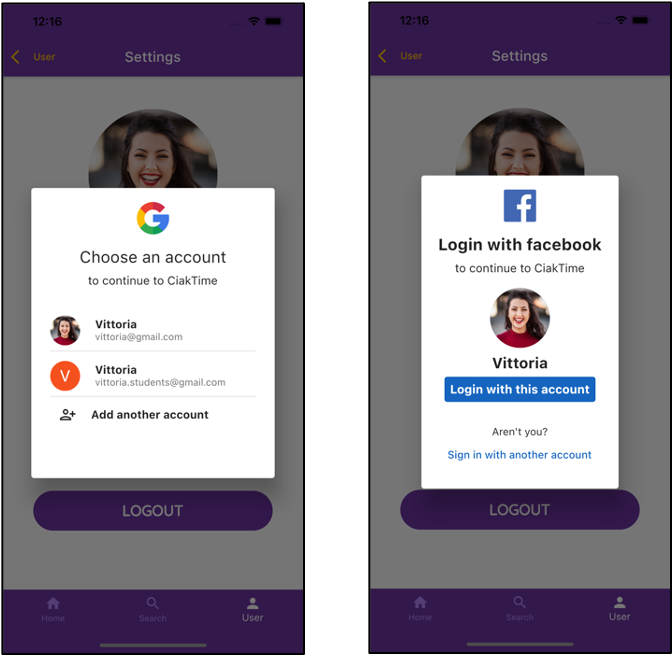 12:16
User
Settings
Choose an account
to continue to CiakTime
Vittoria
vittoria@gmail.com
V
Vittoria
vittoria.students@gmail.com
Add another account
LOGOUT
Home
Search
User
12:16
User
Settings
Login with facebook
to continue to CiakTime
Vittoria
Login with this account
Aren't you?
Sign in with another account
LOGOUT
Home
Search
User